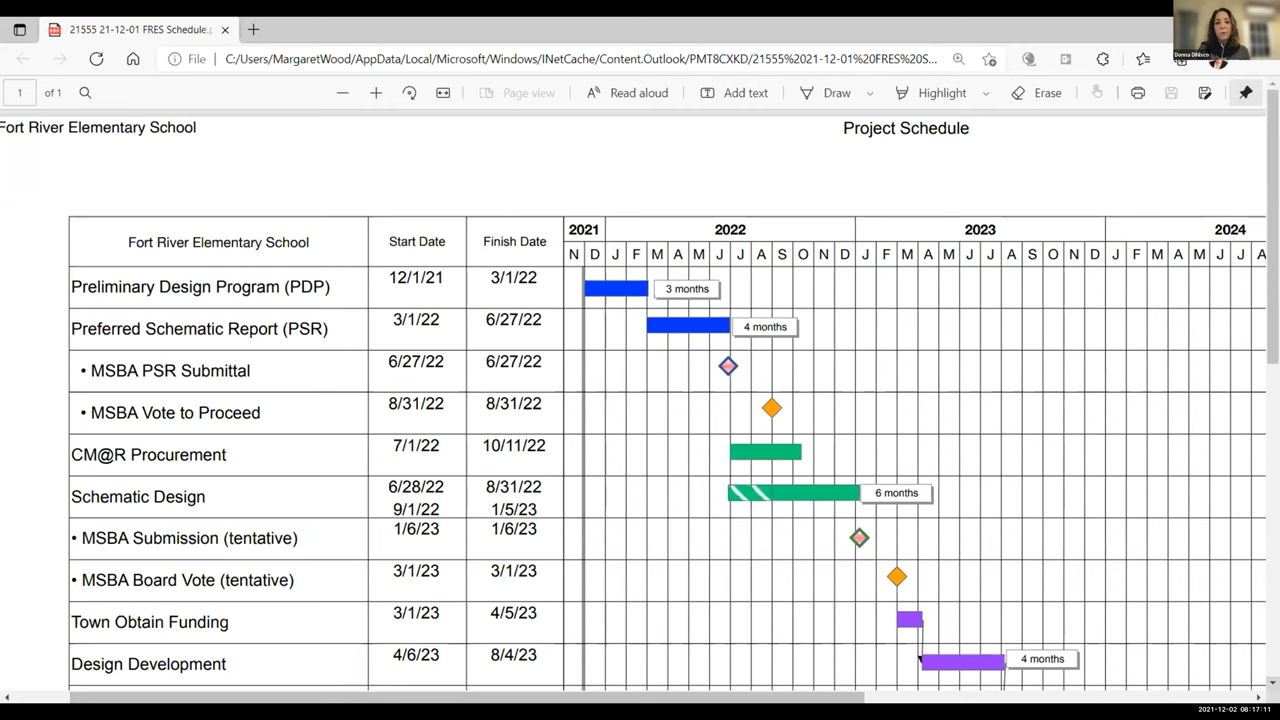 21555 21-12-01 FRES Schedule.p
File C:/Users/MargaretWood/AppData/Local/Microsoft/Windows/INetCache/Content.Outlook/PMT8CXKD/21555%2021-12-01%20FRES%20S...
1 of 1 Page view Read aloud Add text Draw Highlight Erase
Donna DiNisco
Fort River Elementary School Project Schedule
Fort River Elementary School Start Date Finish Date 2021 2022 2023 2024
N D J F M A M J J A S O N D J F M A M J J A S O N D J F M A M J J A
Preliminary Design Program (PDP) 12/1/21 3/1/22 3 months
Preferred Schematic Report (PSR) 3/1/22 6/27/22 4 months
• MSBA PSR Submittal 6/27/22 6/27/22
• MSBA Vote to Proceed 8/31/22 8/31/22
CM@R Procurement 7/1/22 10/11/22
Schematic Design 6/28/22 8/31/22 6 months
9/1/22 1/5/23
• MSBA Submission (tentative) 1/6/23 1/6/23
• MSBA Board Vote (tentative) 3/1/23 3/1/23
Town Obtain Funding 3/1/23 4/5/23
Design Development 4/6/23 8/4/23 4 months
2021-12-02 08:17:11